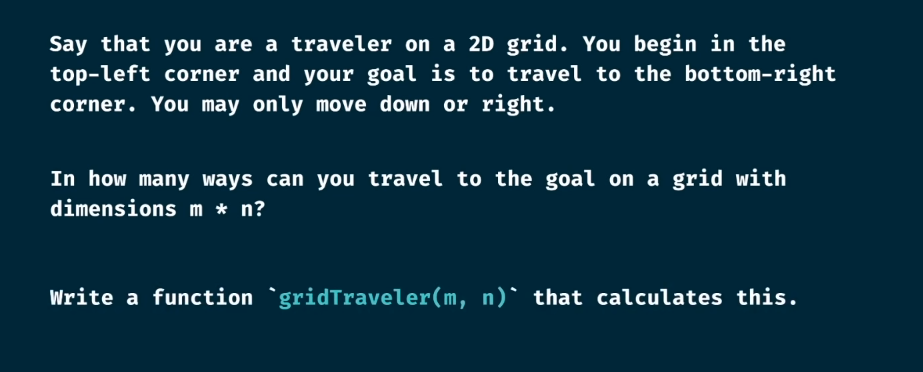 Say that you are a traveler on a 2D grid. You begin in the
top-left corner and your goal is to travel to the bottom-right
corner. You may only move down or right.
In how many ways can you travel to the goal on a grid with
dimensions m * n?
Write a function `gridTraveler(m, n)` that calculates this.